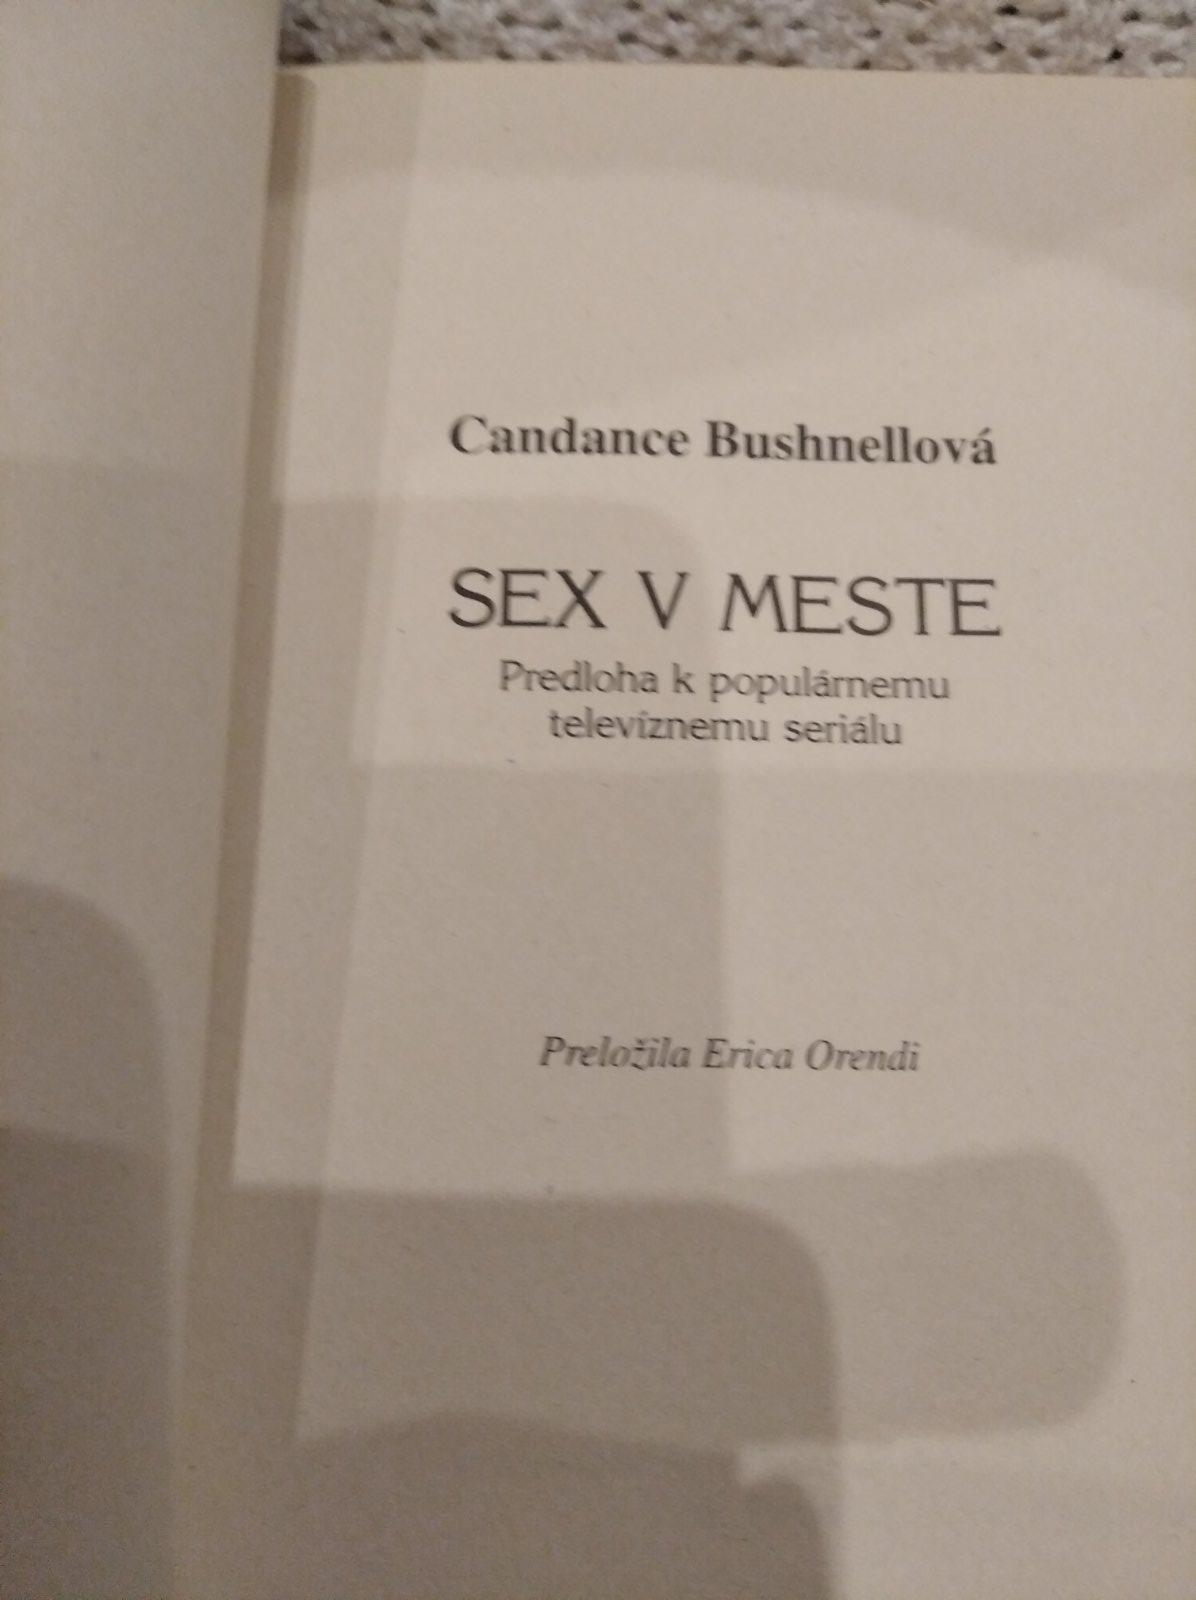 Candance Bushnellová
SEX V MESTE
Predloha k populárnemu
televíznemu seriálu
Preložila Erica Orendi